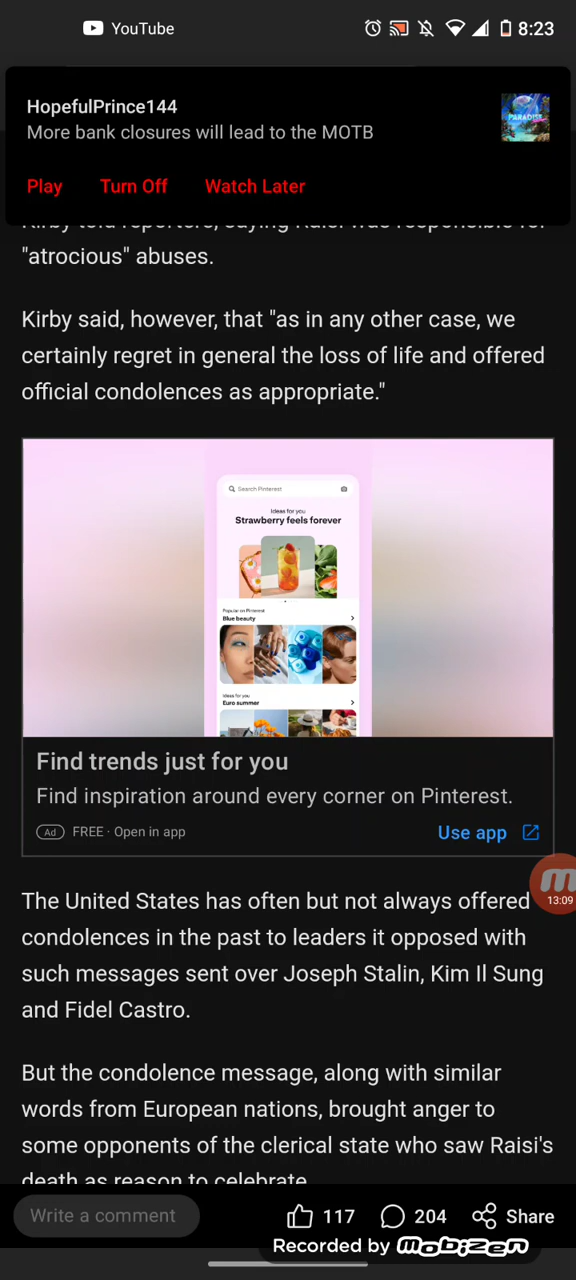 YouTube
8:23
HopefulPrince144
More bank closures will lead to the MOTB
PARADISE
Play Turn Off Watch Later
Kirby told reporters, saying Raisi was responsible for
"atrocious" abuses.
Kirby said, however, that "as in any other case, we
certainly regret in general the loss of life and offered
official condolences as appropriate."
Search Pinterest
Ideas for you
Strawberry feels forever
Popular on Pinterest
Blue beauty
Ideas for you
Euro summer
Find trends just for you
Find inspiration around every corner on Pinterest.
Ad FREE · Open in app
Use app
13:09
The United States has often but not always offered
condolences in the past to leaders it opposed with
such messages sent over Joseph Stalin, Kim Il Sung
and Fidel Castro.
But the condolence message, along with similar
words from European nations, brought anger to
some opponents of the clerical state who saw Raisi's
death as reason to celebrate
Write a comment
117
204
Share
Recorded by mobizen